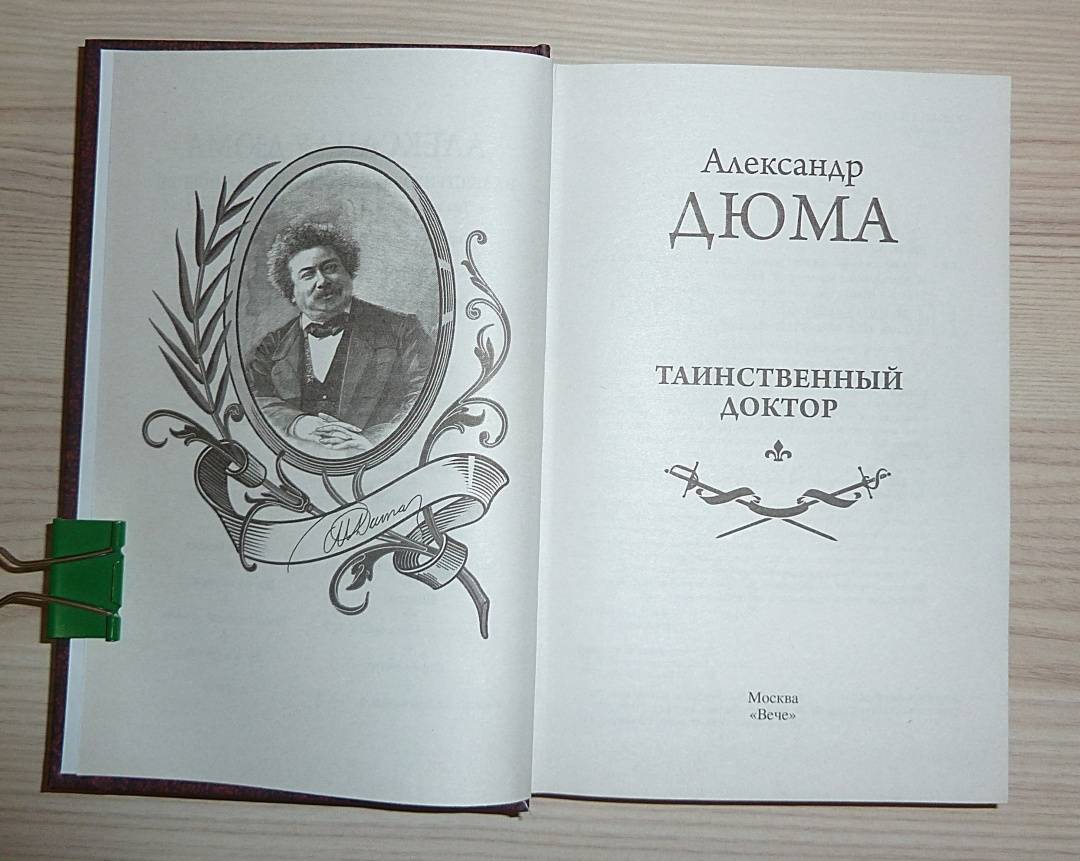 Александр
ДЮМА
ТАИНСТВЕННЫЙ
ДОКТОР
Москва
«Вече»